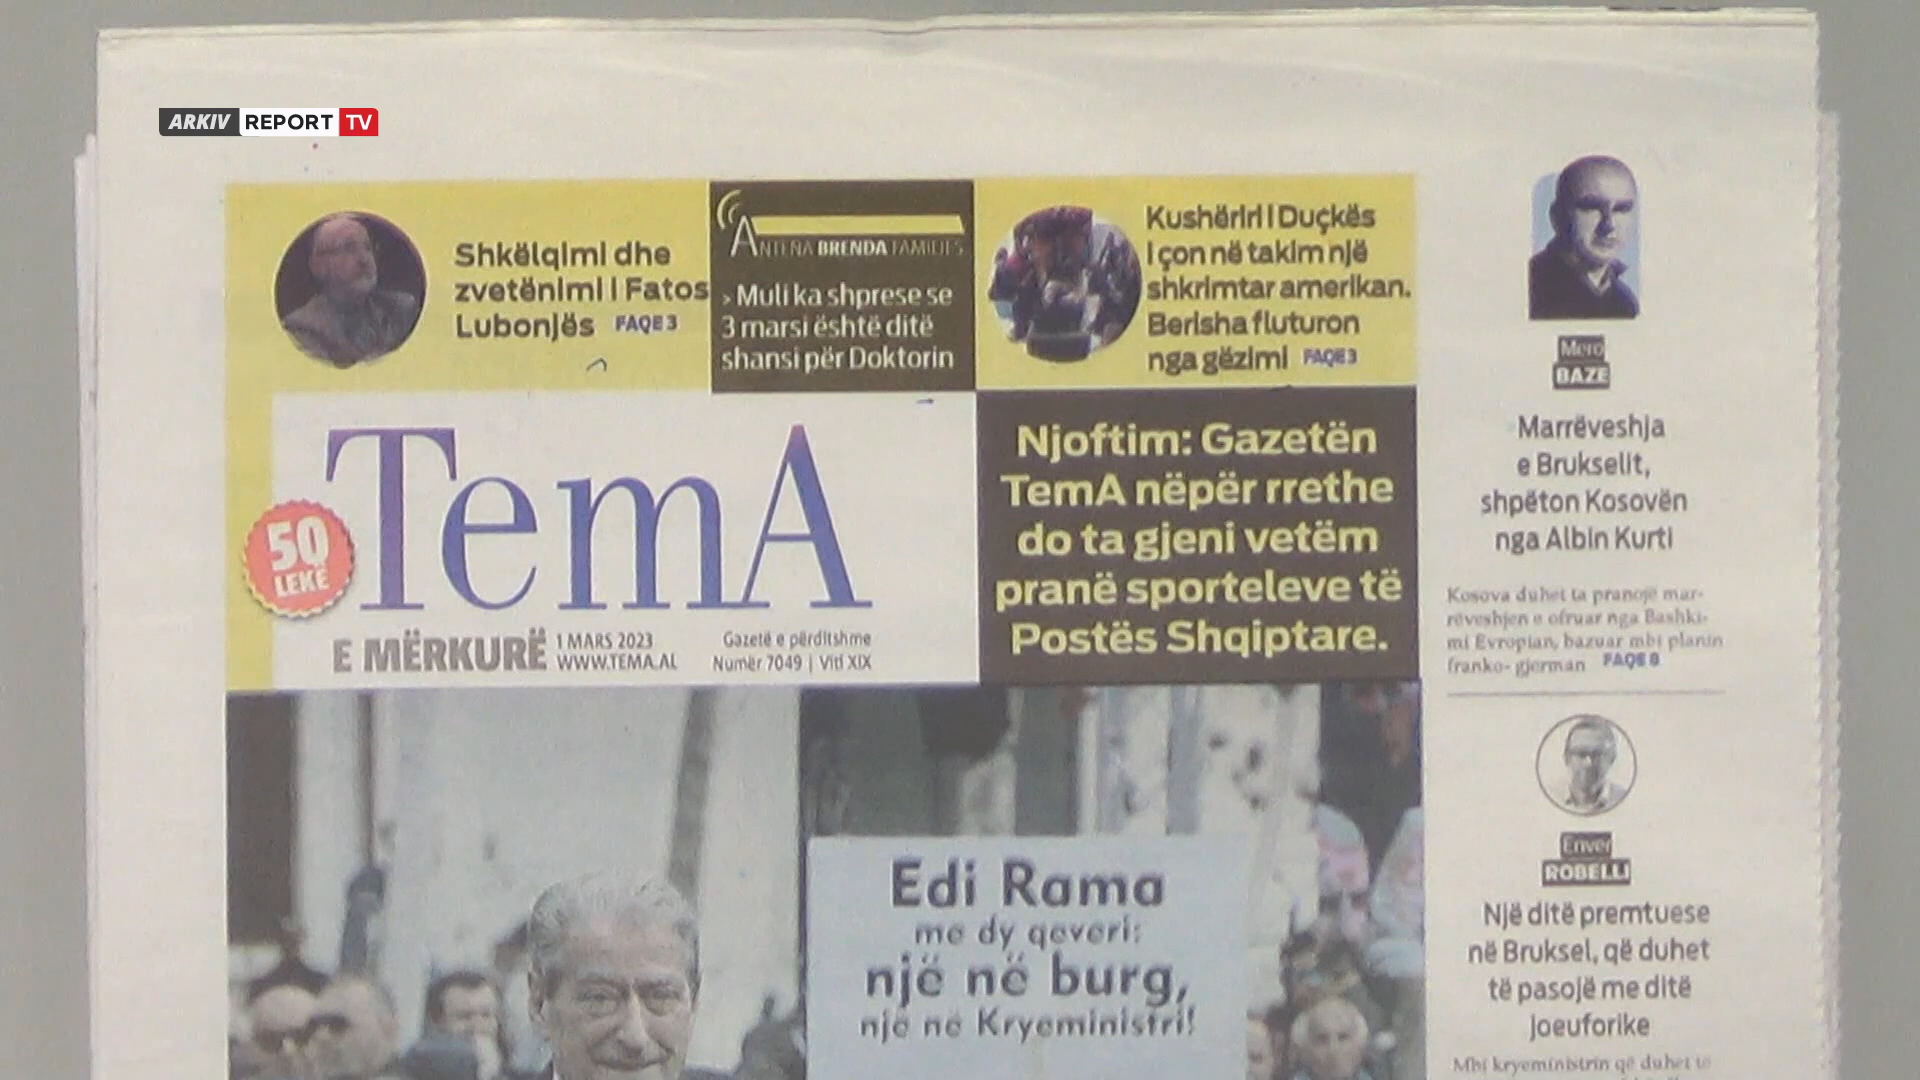 ARKIV REPORT TV
Shkëlqimi dhe
zvetënimi i Fatos
Lubonjës FAQE 3
ANTENA BRENDA FAMILJES
> Muli ka shprese se
3 marsi është ditë
shansi për Doktorin
Kushëriri i Duçkës
i çon në takim një
shkrimtar amerikan.
Berisha fluturon
nga gëzimi FAQE 3
TemA
50
LEKË
E MËRKURË
1 MARS 2023
WWW.TEMA.AL
Gazetë e përditshme
Numër 7049 | Viti XIX
Njoftim: Gazetën
TemA nëpër rrethe
do ta gjeni vetëm
pranë sporteleve të
Postës Shqiptare.
Mero
BAZE
Marrëveshja
e Brukselit,
shpëton Kosovën
nga Albin Kurti
Kosova duhet ta pranojë mar-
rëveshjen e ofruar nga Bashki-
mi Evropian, bazuar mbi planin
franko- gjerman FAQE 8
Enver
ROBELLI
Një ditë premtuese
në Bruksel, që duhet
të pasojë me ditë
joeuforike
Mbi kryeministrin që duhet të
Edi Rama
me dy qeveri:
një në burg,
një në Kryeministri!